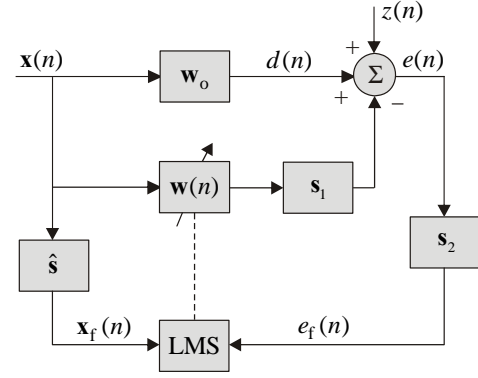 z(n)
x(n)
w_o
d(n)
+
Σ
e(n)
+
−
w(n)
s_1
s_2
ŝ
x_f(n)
LMS
e_f(n)